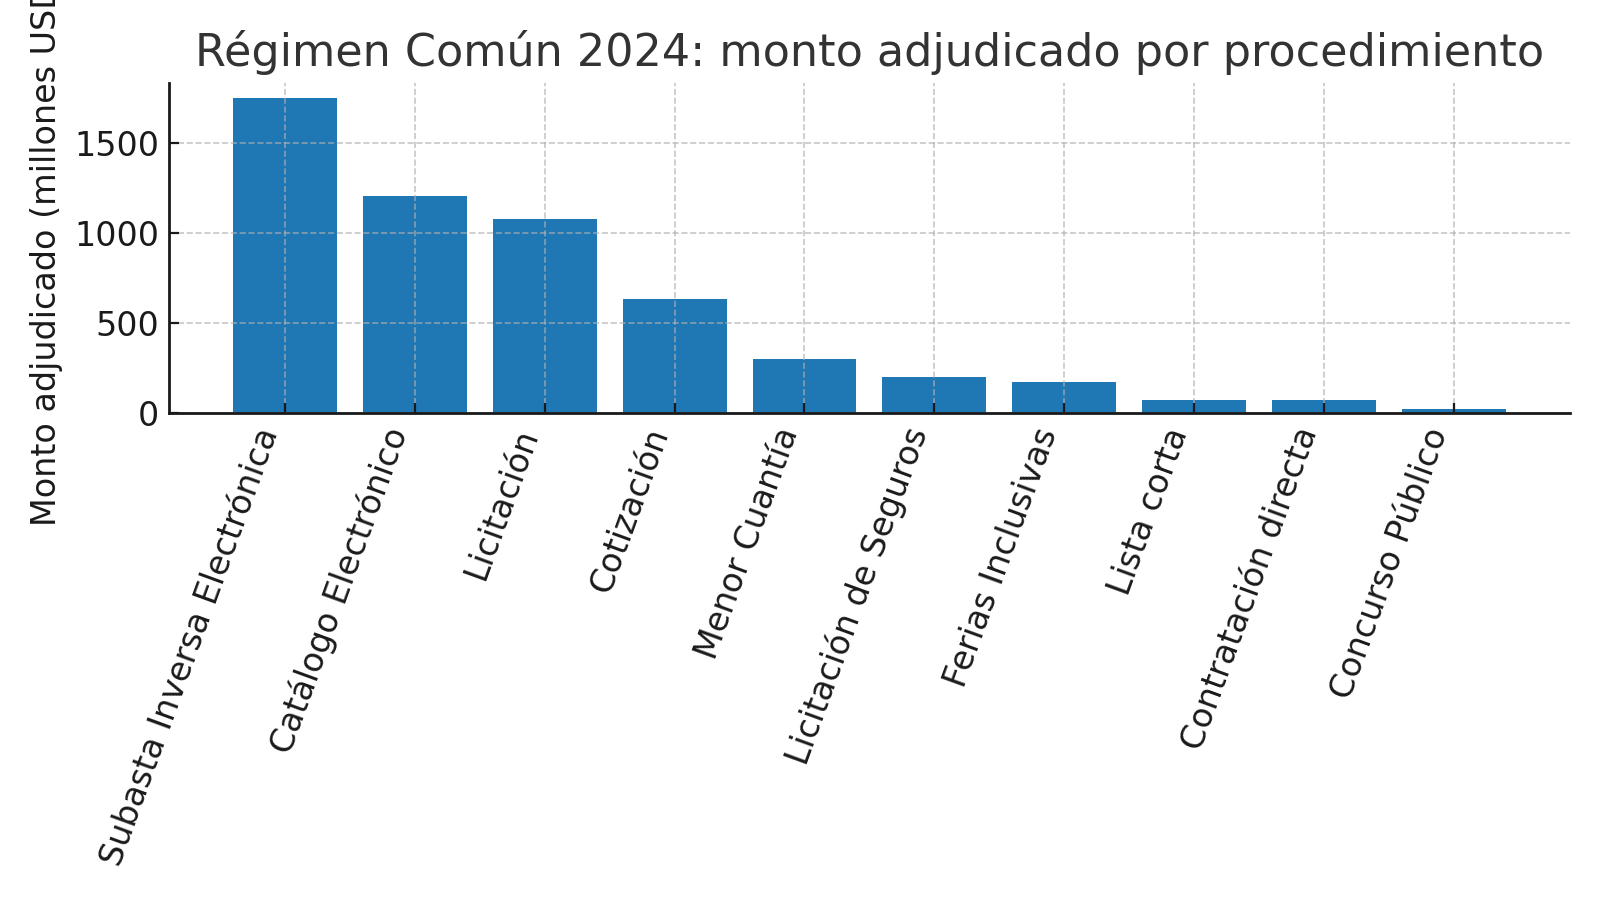 Régimen Común 2024: monto adjudicado por procedimiento
Monto adjudicado (millones USD
1500
1000
500
0
Subasta Inversa Electrónica
Catálogo Electrónico
Licitación
Cotización
Menor Cuantía
Licitación de Seguros
Ferias Inclusivas
Lista corta
Contratación directa
Concurso Público